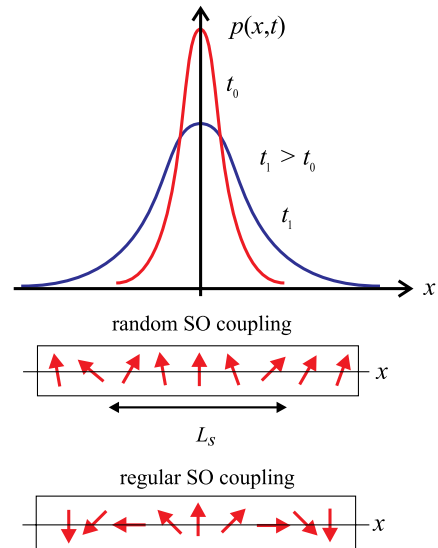 p(x,t)
t₀
t₁ > t₀
t₁
x
random SO coupling
x
Lₛ
regular SO coupling
x